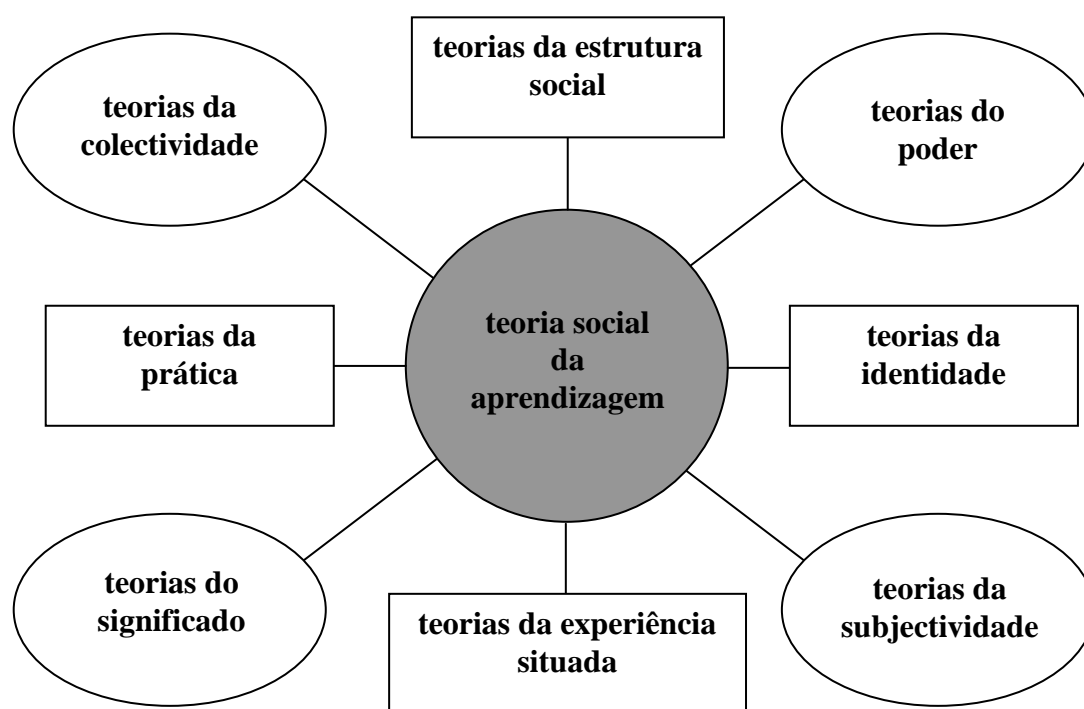 teorias da estrutura
social
teorias da
colectividade
teorias do
poder
teorias da
prática
teoria social
da
aprendizagem
teorias da
identidade
teorias do
significado
teorias da experiência
situada
teorias da
subjectividade